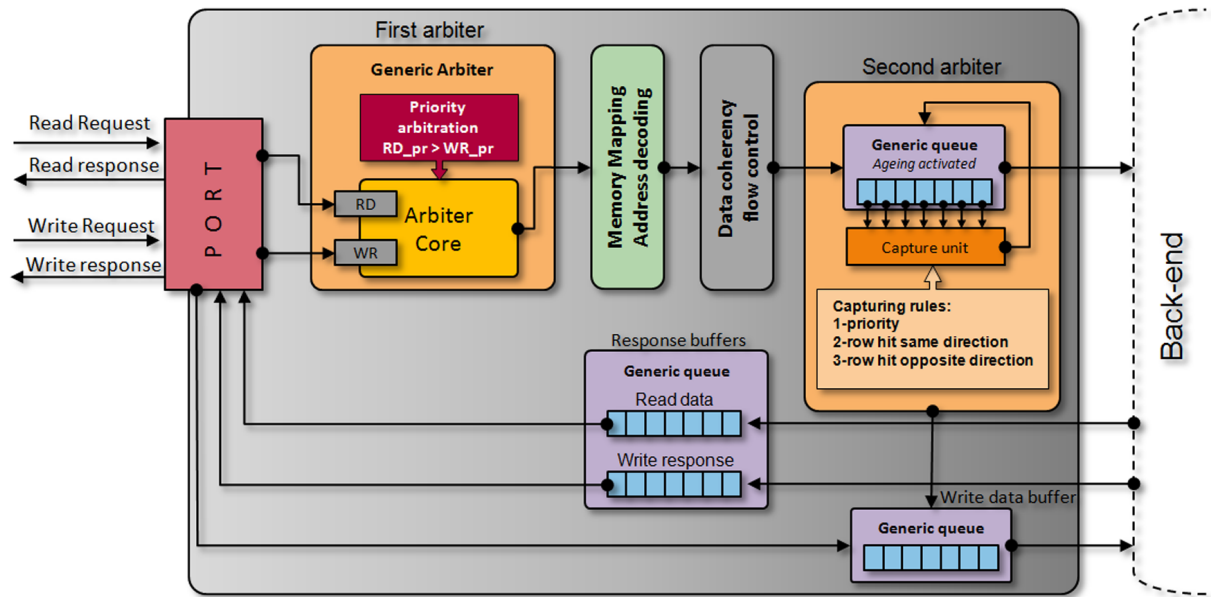 First arbiter
Generic Arbiter
Priority
arbitration
RD_pr > WR_pr
RD
WR
Arbiter
Core
Read Request
Read response
Write Request
Write response
PORT
Memory Mapping
Address decoding
Data coherency
flow control
Second arbiter
Generic queue
Ageing activated
Capture unit
Capturing rules:
1-priority
2-row hit same direction
3-row hit opposite direction
Back-end
Response buffers
Generic queue
Read data
Write response
Write data buffer
Generic queue